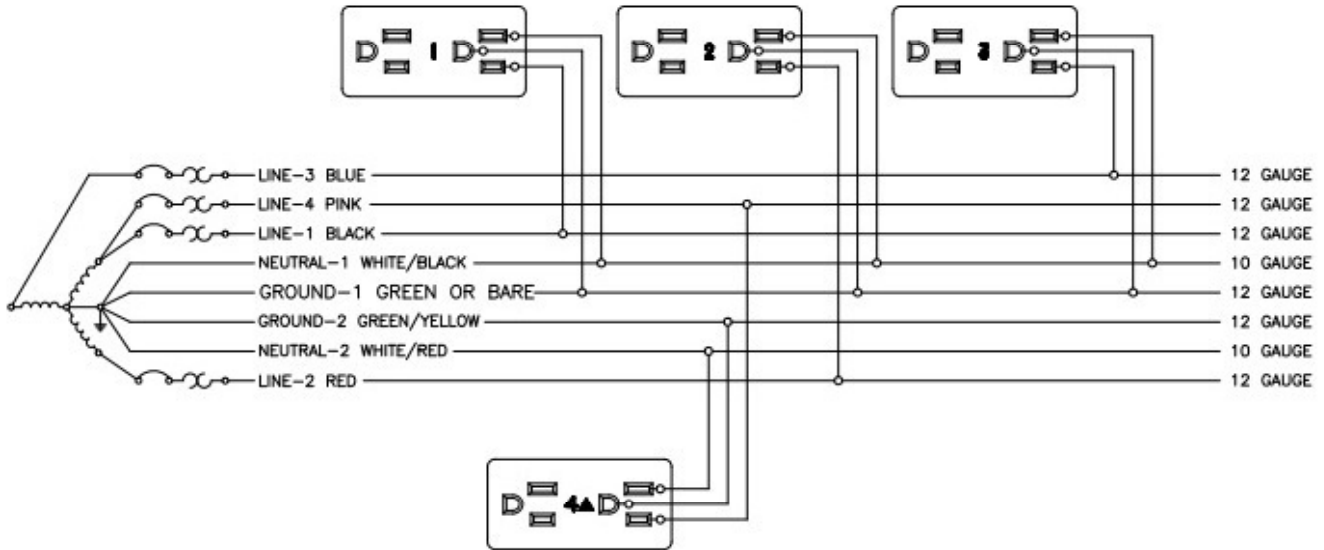 1
2
3
LINE-3 BLUE 12 GAUGE
LINE-4 PINK 12 GAUGE
LINE-1 BLACK 12 GAUGE
NEUTRAL-1 WHITE/BLACK 10 GAUGE
GROUND-1 GREEN OR BARE 12 GAUGE
GROUND-2 GREEN/YELLOW 12 GAUGE
NEUTRAL-2 WHITE/RED 10 GAUGE
LINE-2 RED 12 GAUGE
4▲